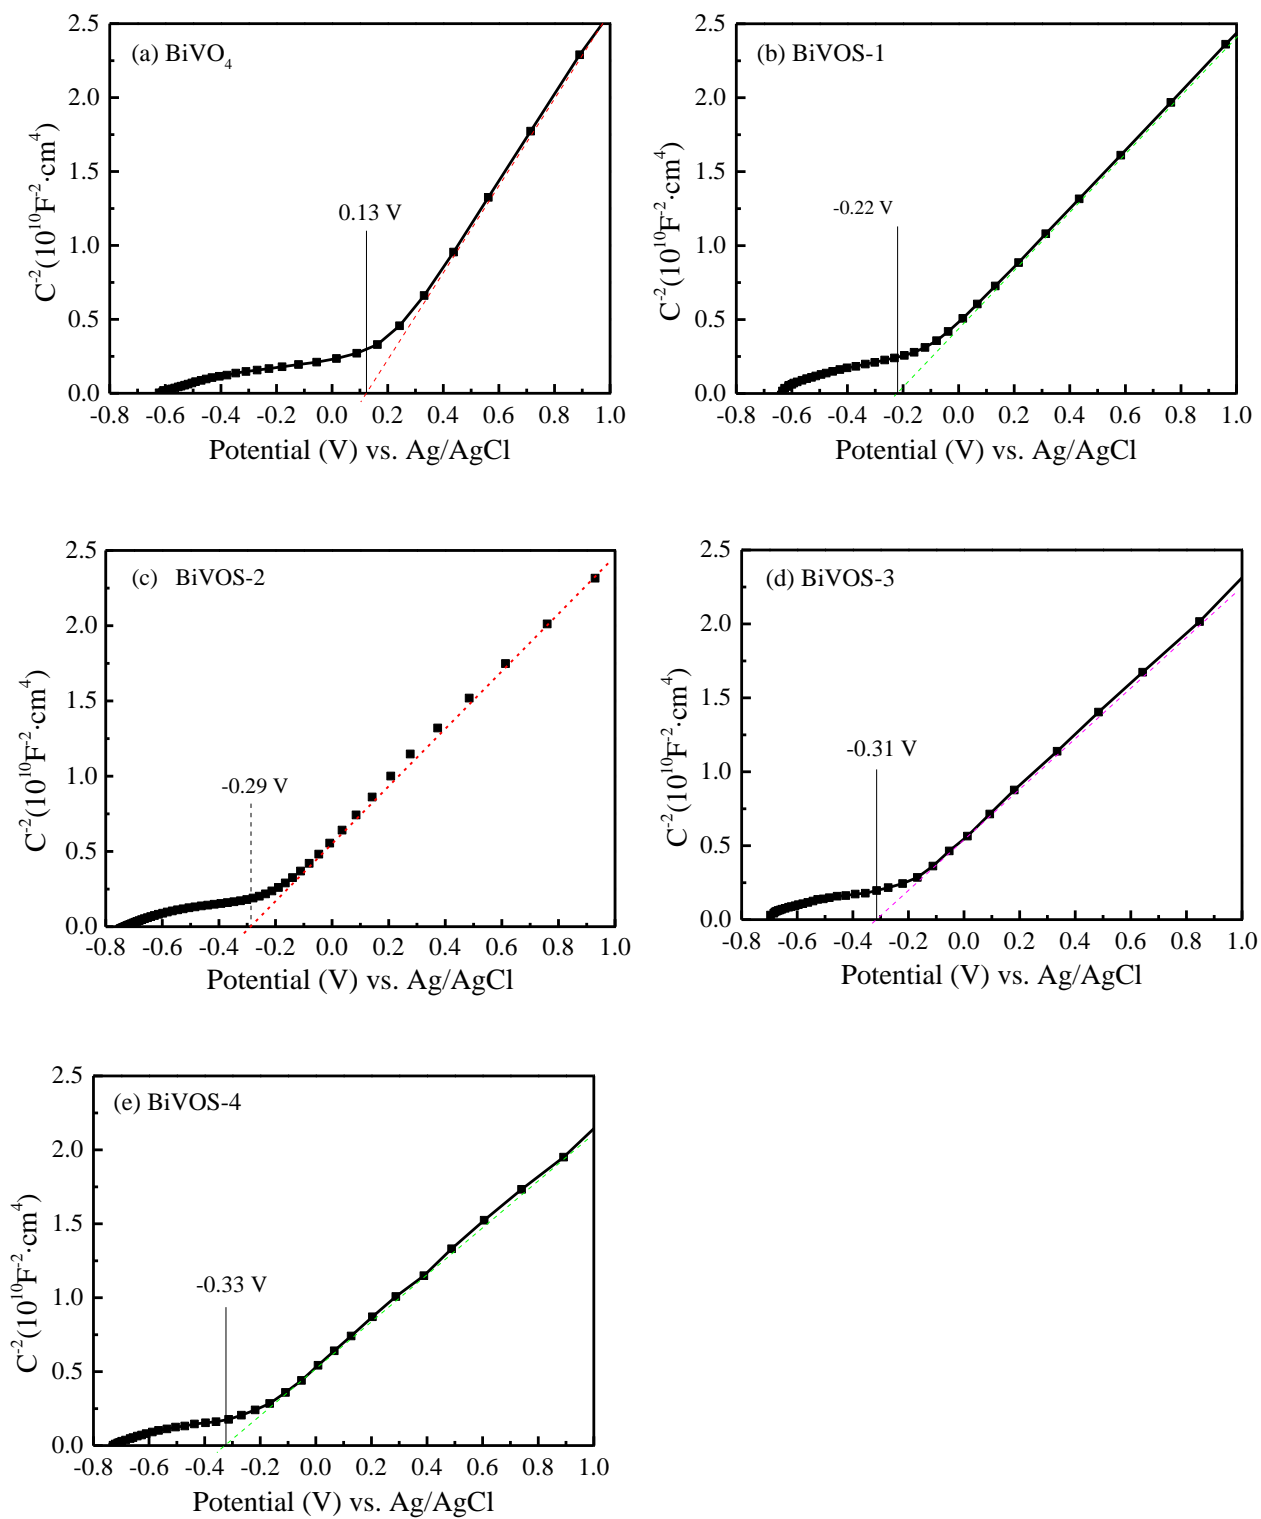 (a) BiVO4
0.13 V
2.5
2.0
1.5
1.0
0.5
0.0
-0.8 -0.6 -0.4 -0.2 0.0 0.2 0.4 0.6 0.8 1.0
C-2(1010F-2·cm4)
Potential (V) vs. Ag/AgCl
(b) BiVOS-1
-0.22 V
2.5
2.0
1.5
1.0
0.5
0.0
-0.8 -0.6 -0.4 -0.2 0.0 0.2 0.4 0.6 0.8 1.0
C-2(1010F-2·cm4)
Potential (V) vs. Ag/AgCl
(c) BiVOS-2
-0.29 V
2.5
2.0
1.5
1.0
0.5
0.0
-0.8 -0.6 -0.4 -0.2 0.0 0.2 0.4 0.6 0.8 1.0
C-2(1010F-2·cm4)
Potential (V) vs. Ag/AgCl
(d) BiVOS-3
-0.31 V
2.5
2.0
1.5
1.0
0.5
0.0
-0.8 -0.6 -0.4 -0.2 0.0 0.2 0.4 0.6 0.8 1.0
C-2(1010F-2·cm4)
Potential (V) vs. Ag/AgCl
(e) BiVOS-4
-0.33 V
2.5
2.0
1.5
1.0
0.5
0.0
-0.8 -0.6 -0.4 -0.2 0.0 0.2 0.4 0.6 0.8 1.0
C-2(1010F-2·cm4)
Potential (V) vs. Ag/AgCl